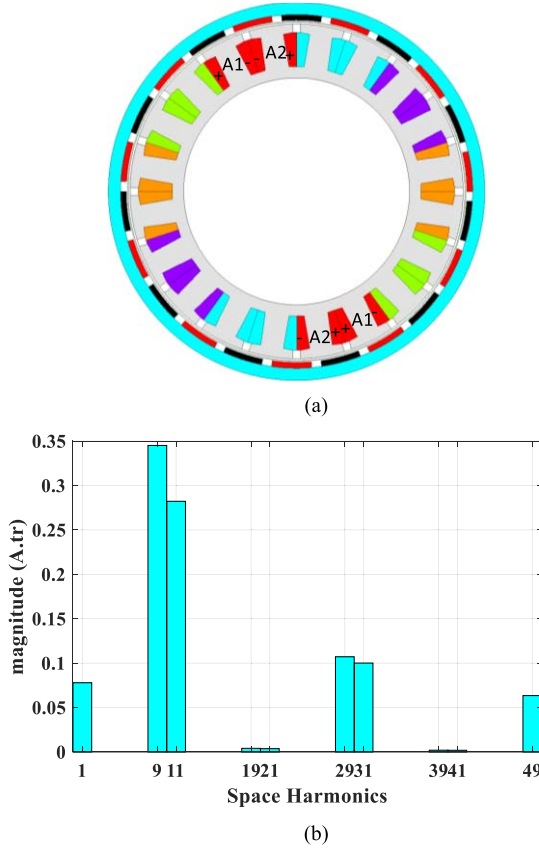 + A1 - - A2 +
- A2 + + A1 -
(a)
0.35
0.3
0.25
0.2
0.15
0.1
0.05
0
magnitude (A.tr)
1 9 11 1921 2931 3941 49
Space Harmonics
(b)